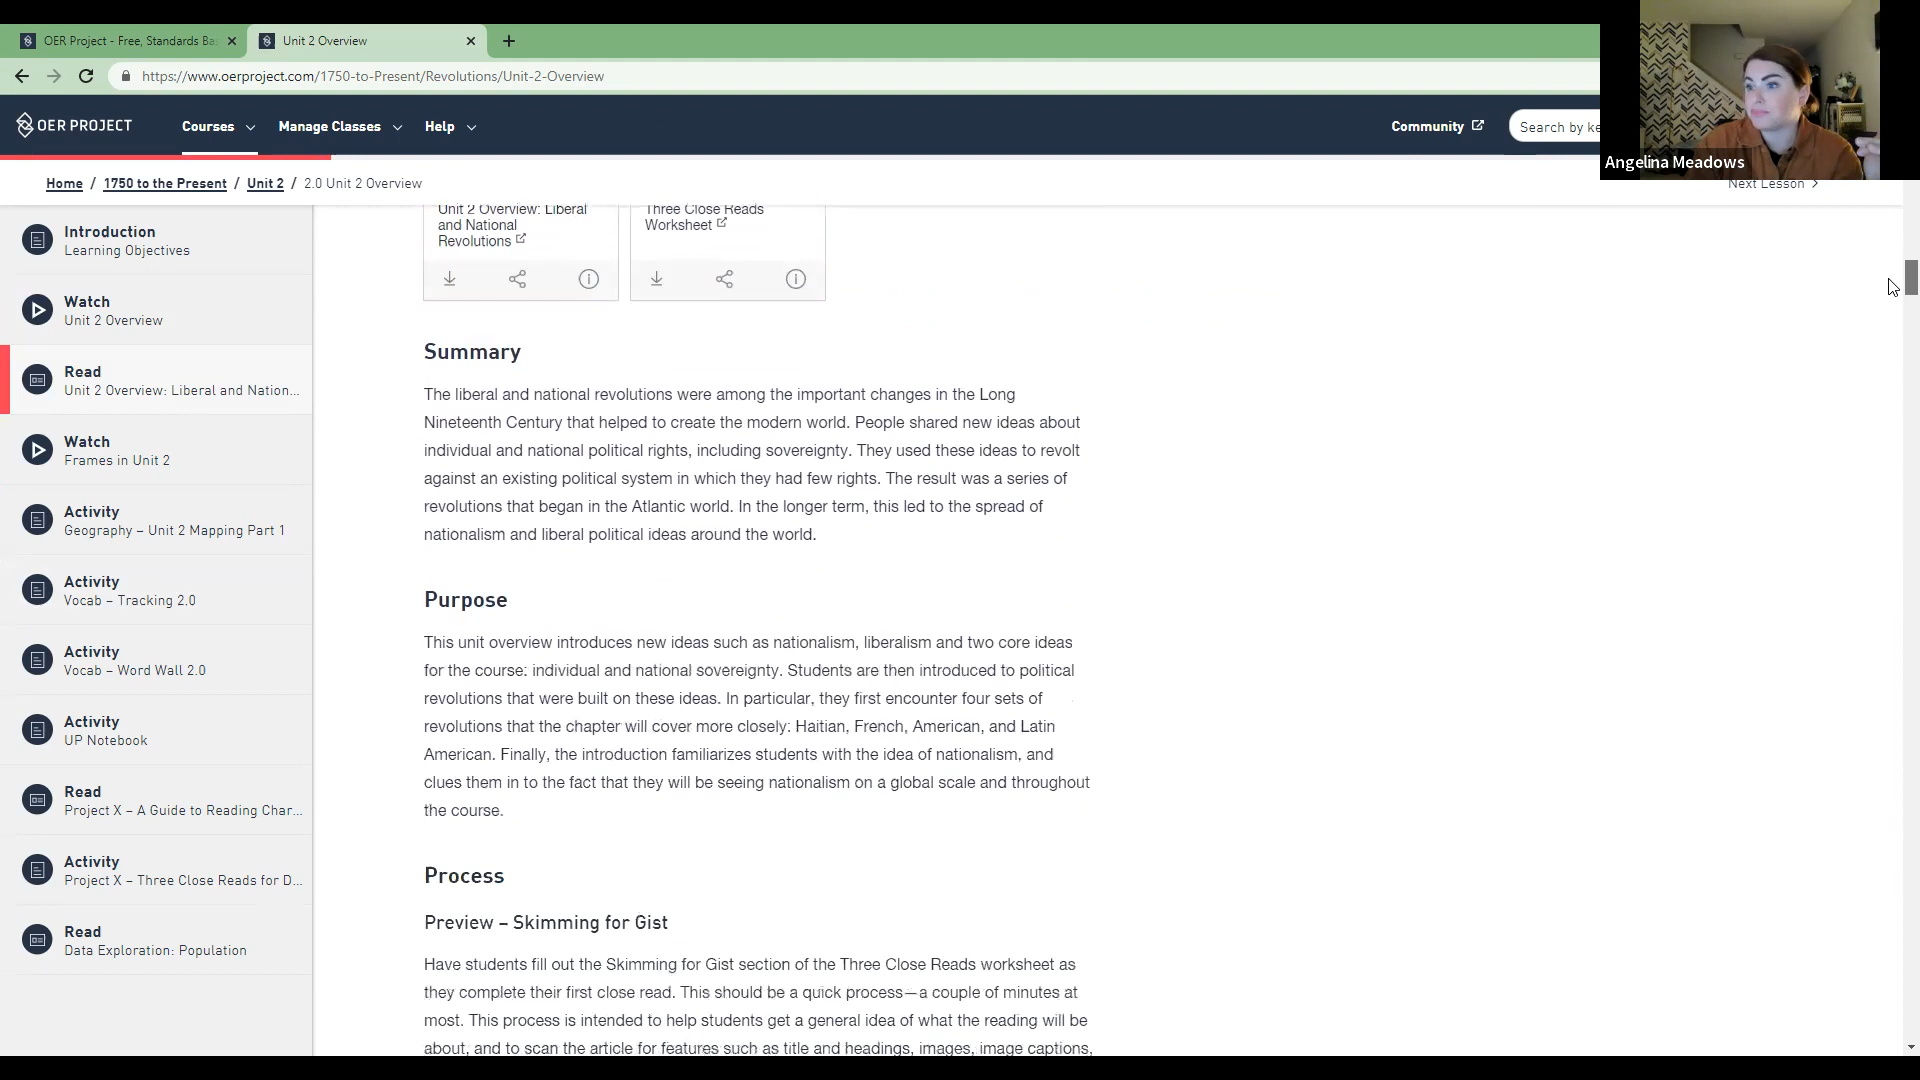 OER Project - Free, Standards Ba
Unit 2 Overview
https://www.oerproject.com/1750-to-Present/Revolutions/Unit-2-Overview
OER PROJECT
Courses
Manage Classes
Help
Community
Search by ke
Angelina Meadows
Home / 1750 to the Present / Unit 2 / 2.0 Unit 2 Overview
Next Lesson
Introduction
Learning Objectives
Watch
Unit 2 Overview
Read
Unit 2 Overview: Liberal and Nation...
Watch
Frames in Unit 2
Activity
Geography – Unit 2 Mapping Part 1
Activity
Vocab – Tracking 2.0
Activity
Vocab – Word Wall 2.0
Activity
UP Notebook
Read
Project X – A Guide to Reading Char...
Activity
Project X – Three Close Reads for D...
Read
Data Exploration: Population
Unit 2 Overview: Liberal
and National
Revolutions
Three Close Reads
Worksheet
Summary
The liberal and national revolutions were among the important changes in the Long
Nineteenth Century that helped to create the modern world. People shared new ideas about
individual and national political rights, including sovereignty. They used these ideas to revolt
against an existing political system in which they had few rights. The result was a series of
revolutions that began in the Atlantic world. In the longer term, this led to the spread of
nationalism and liberal political ideas around the world.
Purpose
This unit overview introduces new ideas such as nationalism, liberalism and two core ideas
for the course: individual and national sovereignty. Students are then introduced to political
revolutions that were built on these ideas. In particular, they first encounter four sets of
revolutions that the chapter will cover more closely: Haitian, French, American, and Latin
American. Finally, the introduction familiarizes students with the idea of nationalism, and
clues them in to the fact that they will be seeing nationalism on a global scale and throughout
the course.
Process
Preview – Skimming for Gist
Have students fill out the Skimming for Gist section of the Three Close Reads worksheet as
they complete their first close read. This should be a quick process—a couple of minutes at
most. This process is intended to help students get a general idea of what the reading will be
about, and to scan the article for features such as title and headings, images, image captions,